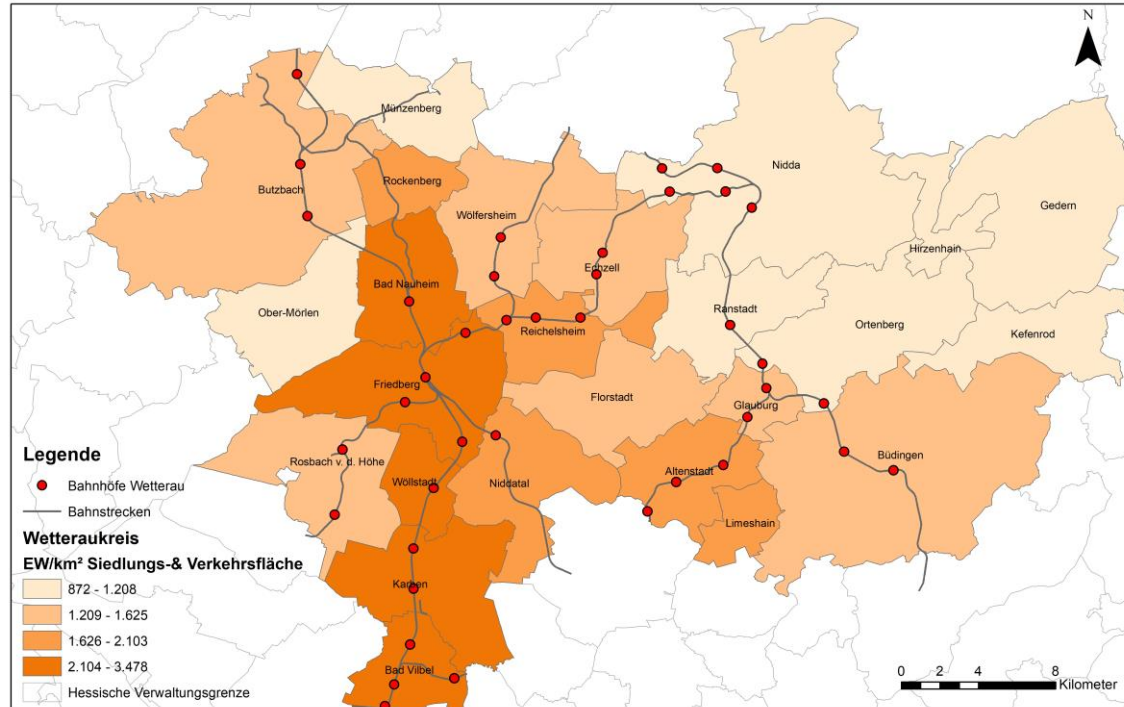 N
Münzenberg
Nidda
Rockenberg
Butzbach
Gedern
Wölfersheim
Hirzenhain
Echzell
Bad Nauheim
Ranstadt
Ober-Mörlen
Ortenberg
Reichelsheim
Kefenrod
Friedberg
Florstadt
Glauburg
Legende
Büdingen
Rosbach v. d. Höhe
Altenstadt
Bahnhöfe Wetterau
Wöllstadt
Niddatal
Bahnstrecken
Limeshain
Wetteraukreis
EW/km² Siedlungs-& Verkehrsfläche
872 - 1.208
Karben
1.209 - 1.625
1.626 - 2.103
2.104 - 3.478
Bad Vilbel
0 2 4 8
Kilometer
Hessische Verwaltungsgrenze